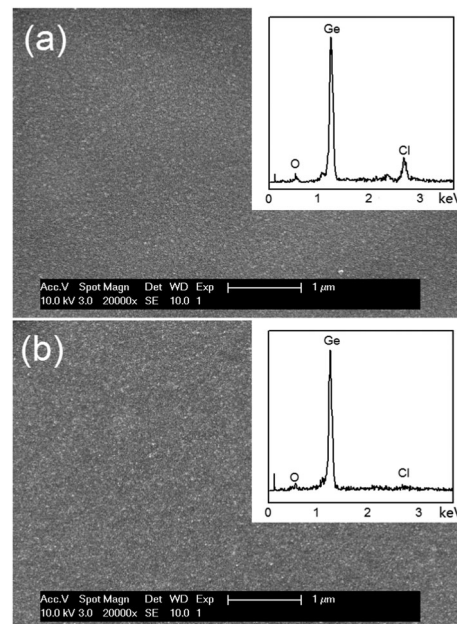 (a)
Ge
O
Cl
0 1 2 3 keV
Acc.V Spot Magn Det WD Exp
10.0 kV 3.0 20000x SE 10.0 1 1 µm
(b)
Ge
O
Cl
0 1 2 3 keV
Acc.V Spot Magn Det WD Exp
10.0 kV 3.0 20000x SE 10.0 1 1 µm